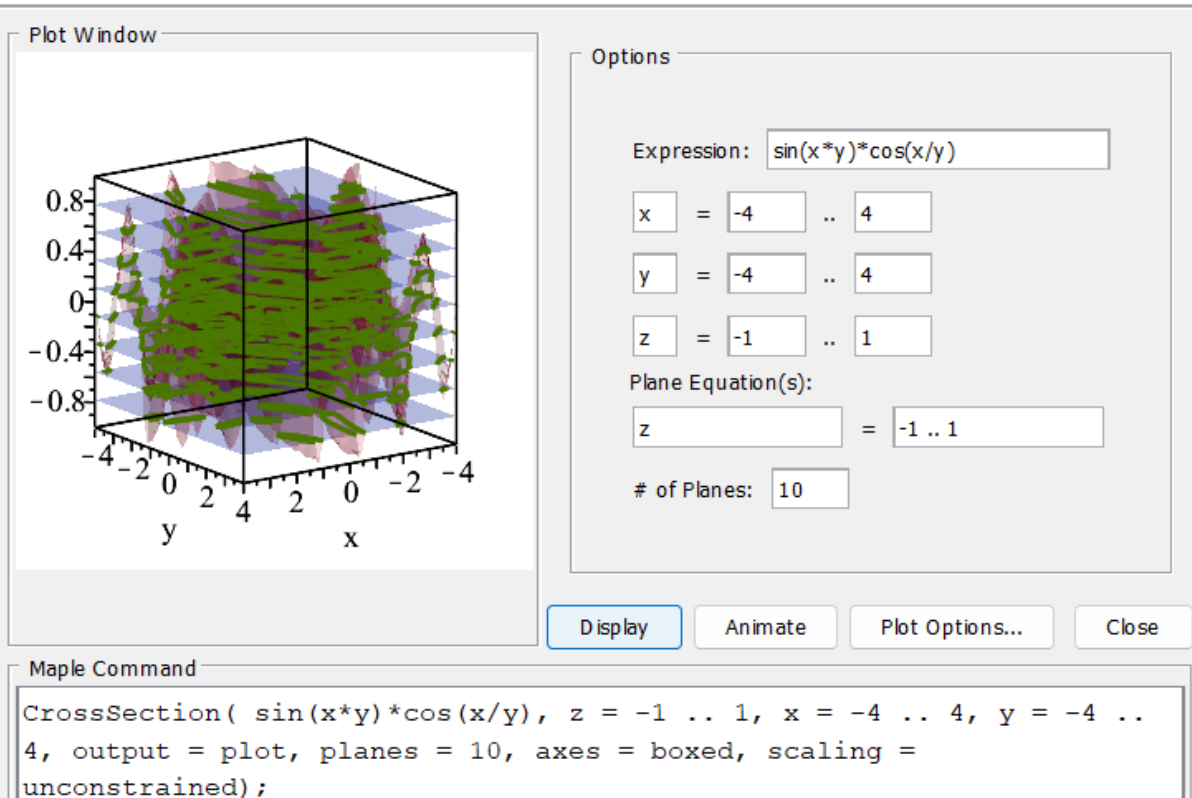 Plot Window
0.8
0.4
0
-0.4
-0.8
-4 -2 0 2 4 2 0 -2 -4
y x
Options
Expression: sin(x*y)*cos(x/y)
x = -4 .. 4
y = -4 .. 4
z = -1 .. 1
Plane Equation(s):
z = -1 .. 1
# of Planes: 10
Display Animate Plot Options... Close
Maple Command
CrossSection( sin(x*y)*cos(x/y), z = -1 .. 1, x = -4 .. 4, y = -4 ..
4, output = plot, planes = 10, axes = boxed, scaling =
unconstrained);